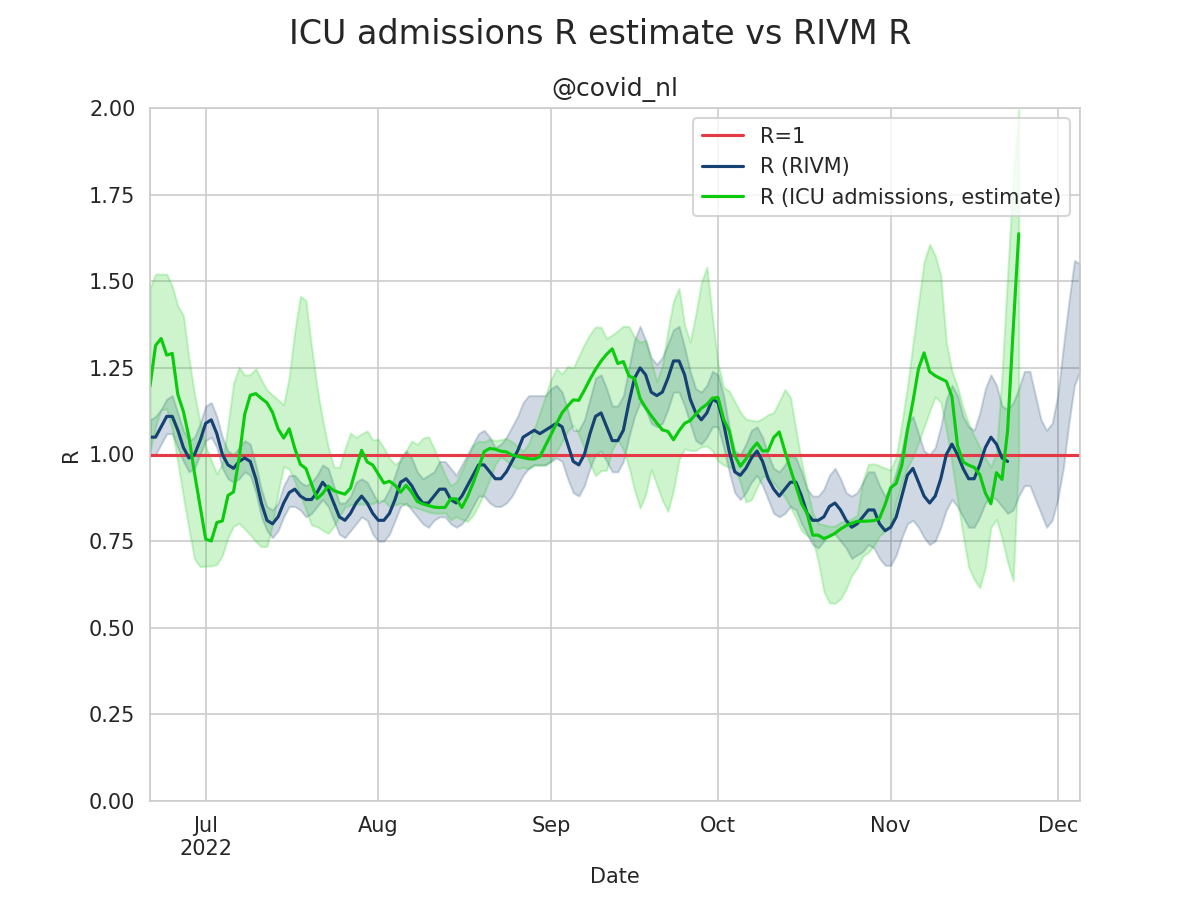 ICU admissions R estimate vs RIVM R
@covid_nl
R=1
R (RIVM)
R (ICU admissions, estimate)
2.00
1.75
1.50
1.25
1.00
0.75
0.50
0.25
0.00
R
Jul
2022
Aug
Sep
Oct
Nov
Dec
Date